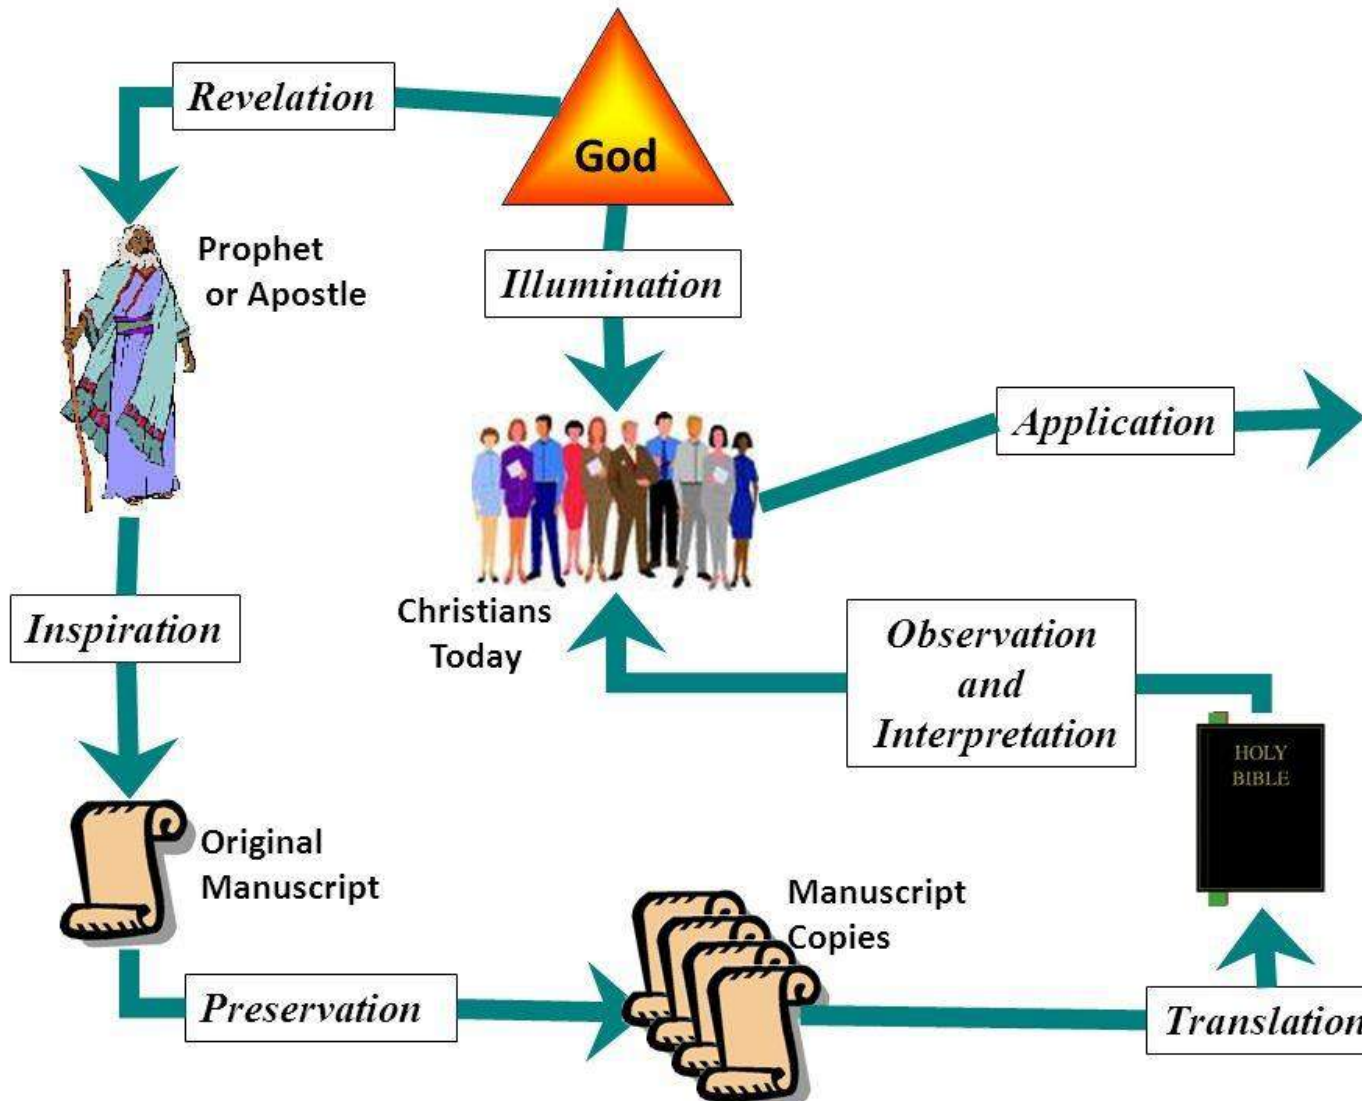 Revelation
God
Prophet
or Apostle
Illumination
Application
Inspiration
Christians
Today
Observation
and
Interpretation
HOLY
BIBLE
Original
Manuscript
Manuscript
Copies
Preservation
Translation